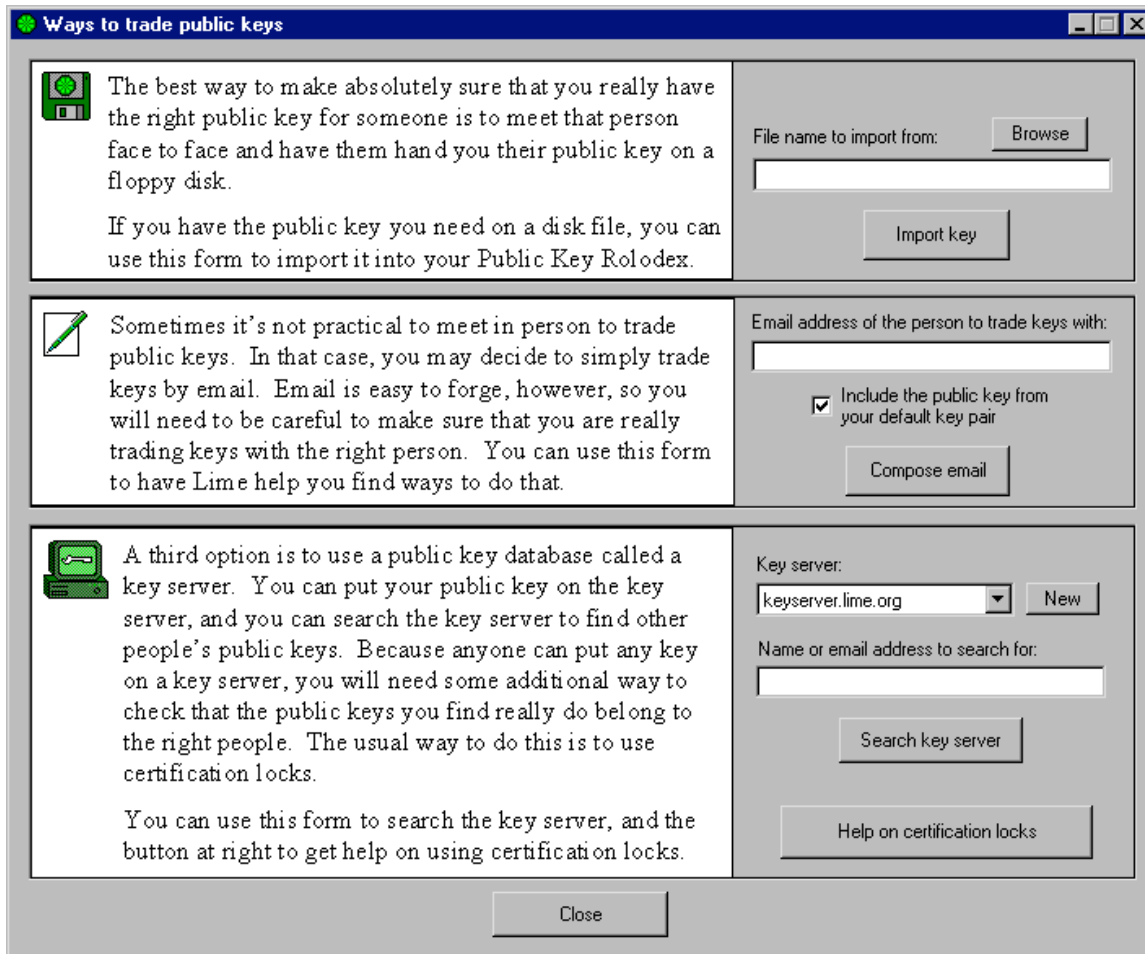 Ways to trade public keys
The best way to make absolutely sure that you really have
the right public key for someone is to meet that person
face to face and have them hand you their public key on a
floppy disk.
If you have the public key you need on a disk file, you can
use this form to import it into your Public Key Rolodex.
File name to import from:
Browse
Import key
Sometimes it's not practical to meet in person to trade
public keys. In that case, you may decide to simply trade
keys by email. Email is easy to forge, however, so you
will need to be careful to make sure that you are really
trading keys with the right person. You can use this form
to have Lime help you find ways to do that.
Email address of the person to trade keys with:
Include the public key from
your default key pair
Compose email
A third option is to use a public key database called a
key server. You can put your public key on the key
server, and you can search the key server to find other
people's public keys. Because anyone can put any key
on a key server, you will need some additional way to
check that the public keys you find really do belong to
the right people. The usual way to do this is to use
certification locks.
You can use this form to search the key server, and the
button at right to get help on using certification locks.
Key server:
keyserver.lime.org
New
Name or email address to search for:
Search key server
Help on certification locks
Close